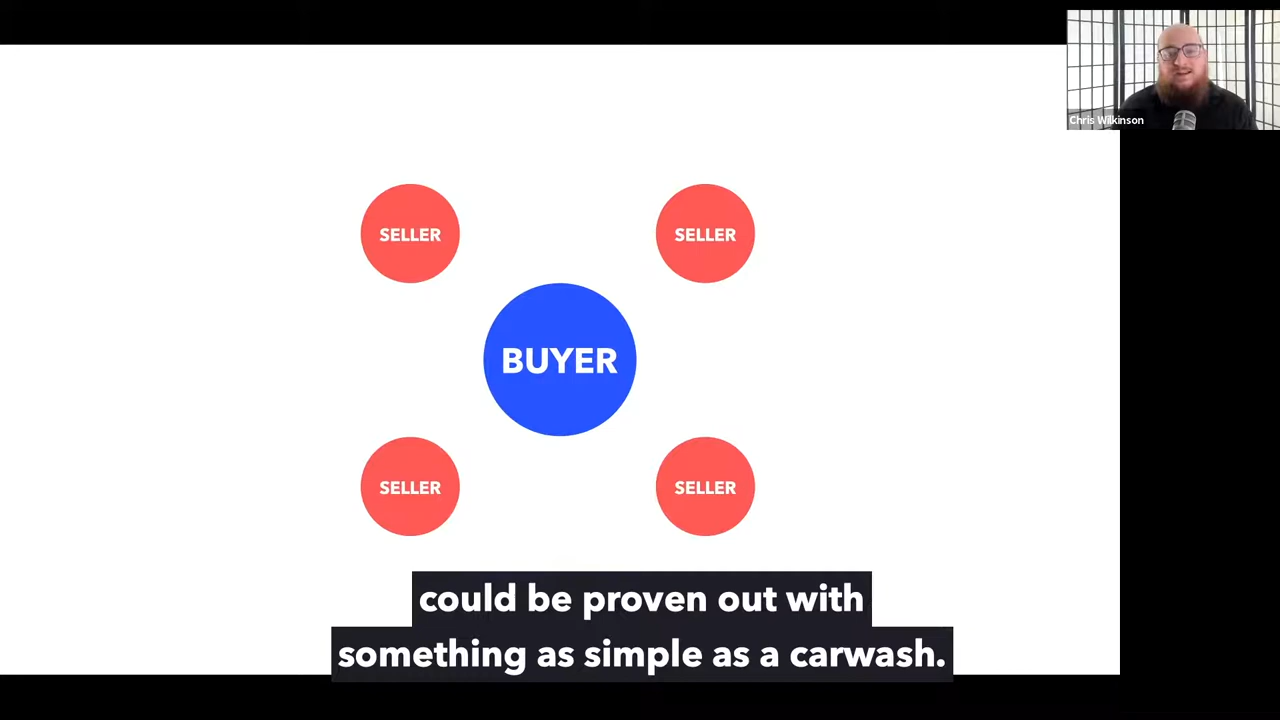 Chris Wilkinson
SELLER
SELLER
BUYER
SELLER
SELLER
could be proven out with
something as simple as a carwash.